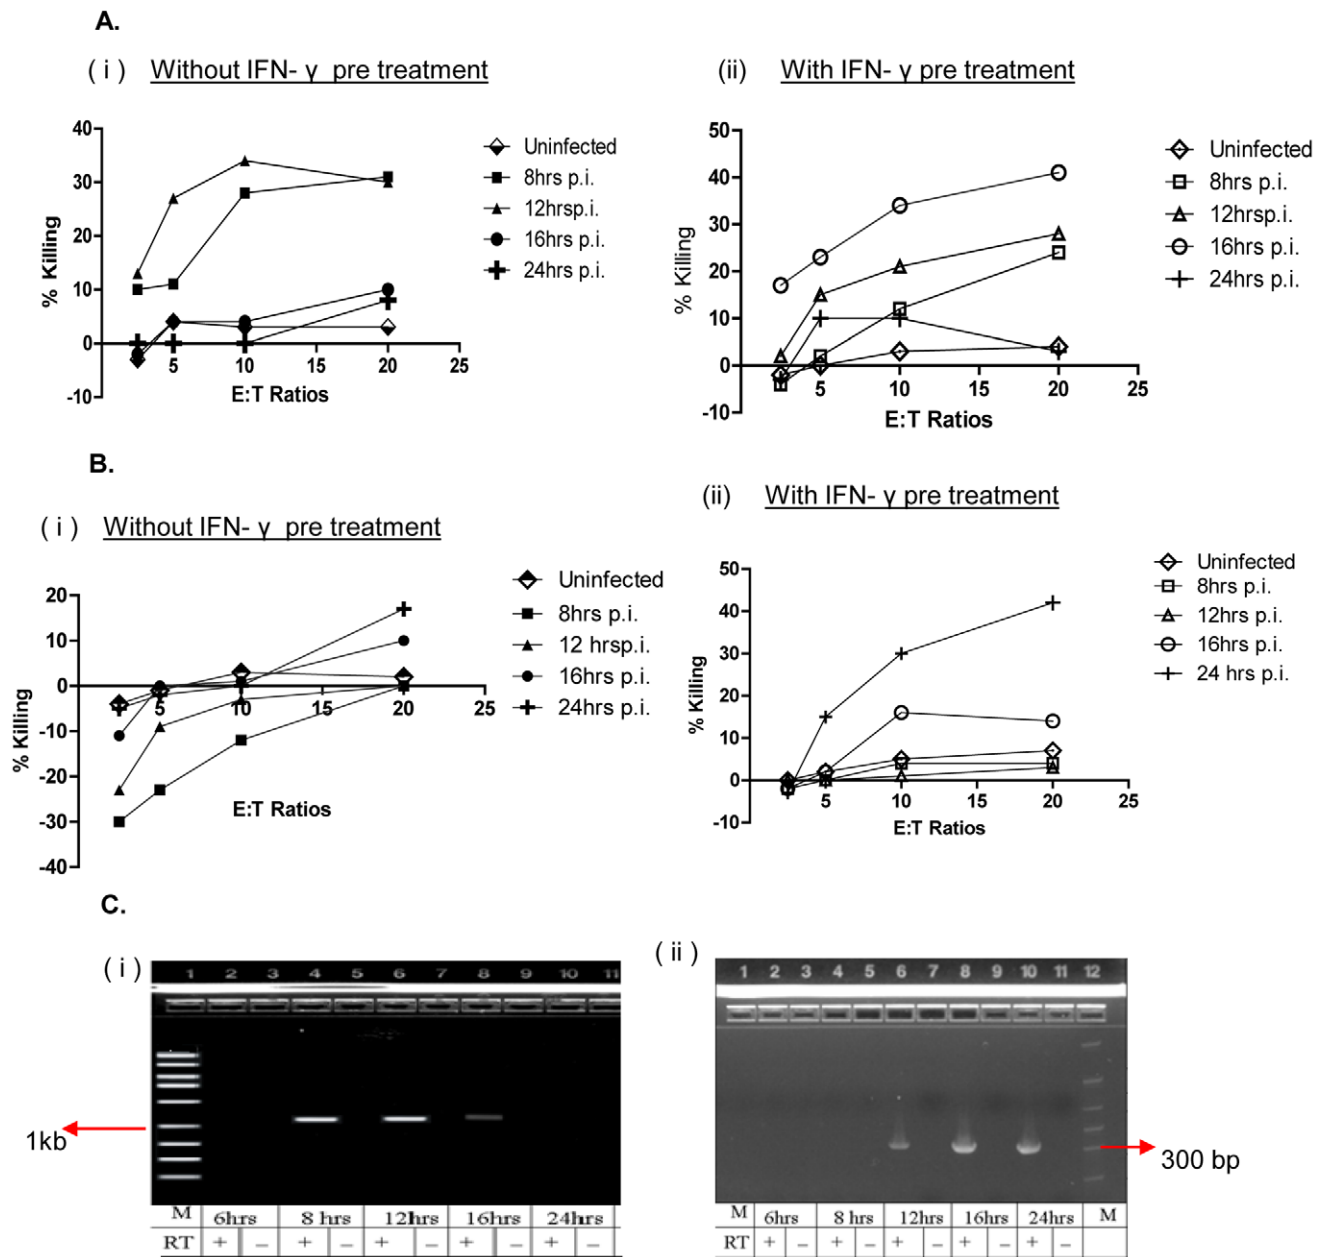 A.
( i ) Without IFN- γ pre treatment
(ii) With IFN- γ pre treatment
40
30
20
10
0
-10
5
10
15
20
25
% Killing
E:T Ratios
Uninfected
8hrs p.i.
12hrsp.i.
16hrs p.i.
24hrs p.i.
50
40
30
20
10
0
-10
5
10
15
20
25
% Killing
E:T Ratios
Uninfected
8hrs p.i.
12hrsp.i.
16hrs p.i.
24hrs p.i.
B.
( i ) Without IFN- γ pre treatment
(ii) With IFN- γ pre treatment
20
10
0
-10
-20
-30
-40
5
10
15
20
25
% Killing
E:T Ratios
Uninfected
8hrs p.i.
12 hrsp.i.
16hrs p.i.
24hrs p.i.
50
40
30
20
10
0
-10
5
10
15
20
25
% Killing
E:T Ratios
Uninfected
8hrs p.i.
12hrs p.i.
16hrs p.i.
24 hrs p.i.
C.
( i )
1 2 3 4 5 6 7 8 9 10 11
1kb
M 6hrs 8 hrs 12hrs 16hrs 24hrs
RT + – + – + – + – + –
( ii )
1 2 3 4 5 6 7 8 9 10 11 12
300 bp
M 6hrs 8 hrs 12hrs 16hrs 24hrs M
RT + – + – + – + – + –